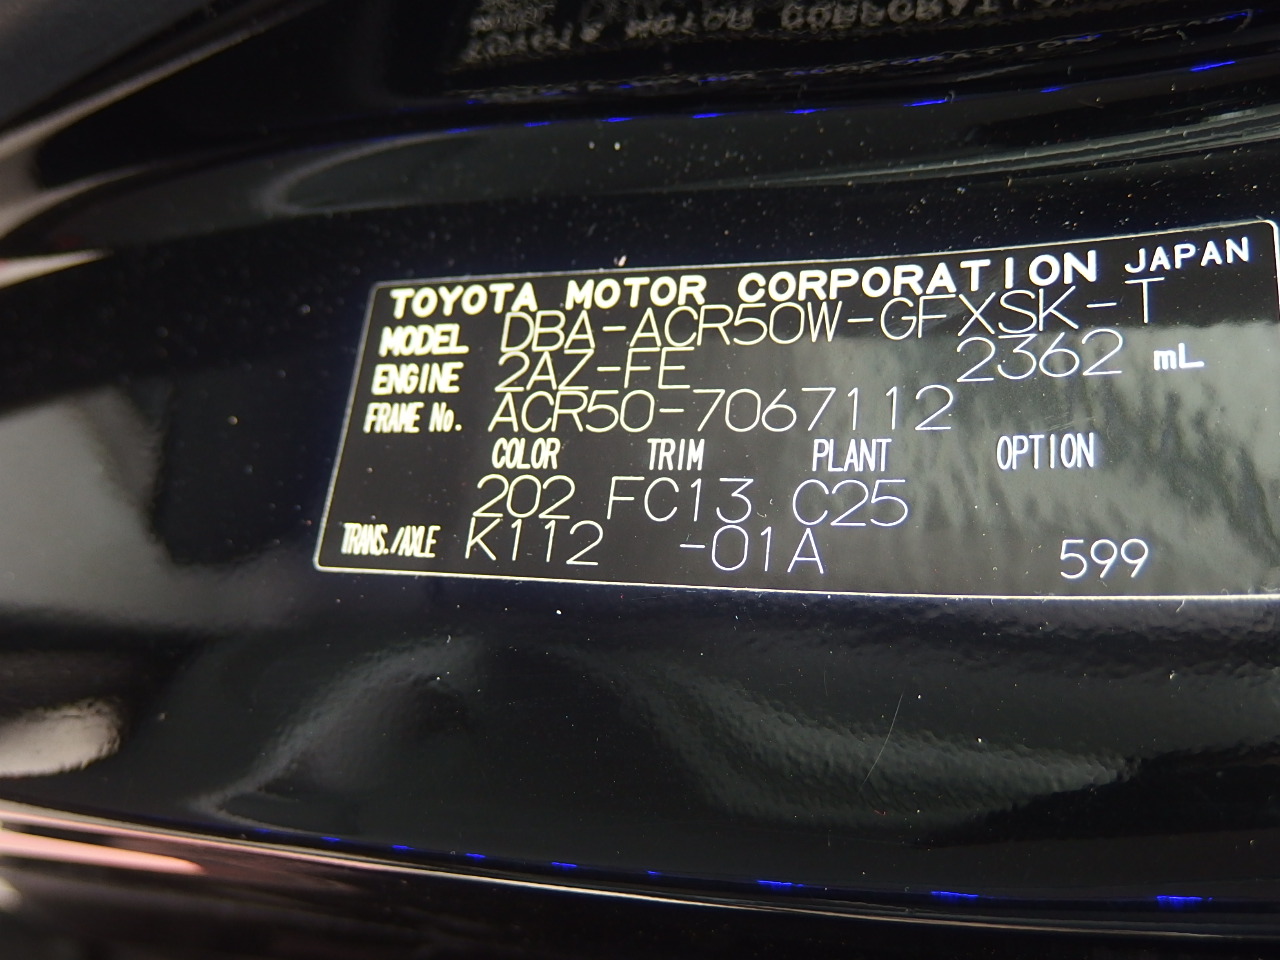 TOYOTA MOTOR CORPORATION JAPAN
MODEL DBA-ACR50W-GFXSK-T
ENGINE 2AZ-FE 2362 mL
FRAME No. ACR50-7067112
COLOR TRIM PLANT OPTION
202 FC13 C25
TRANS./AXLE K112 -01A 599